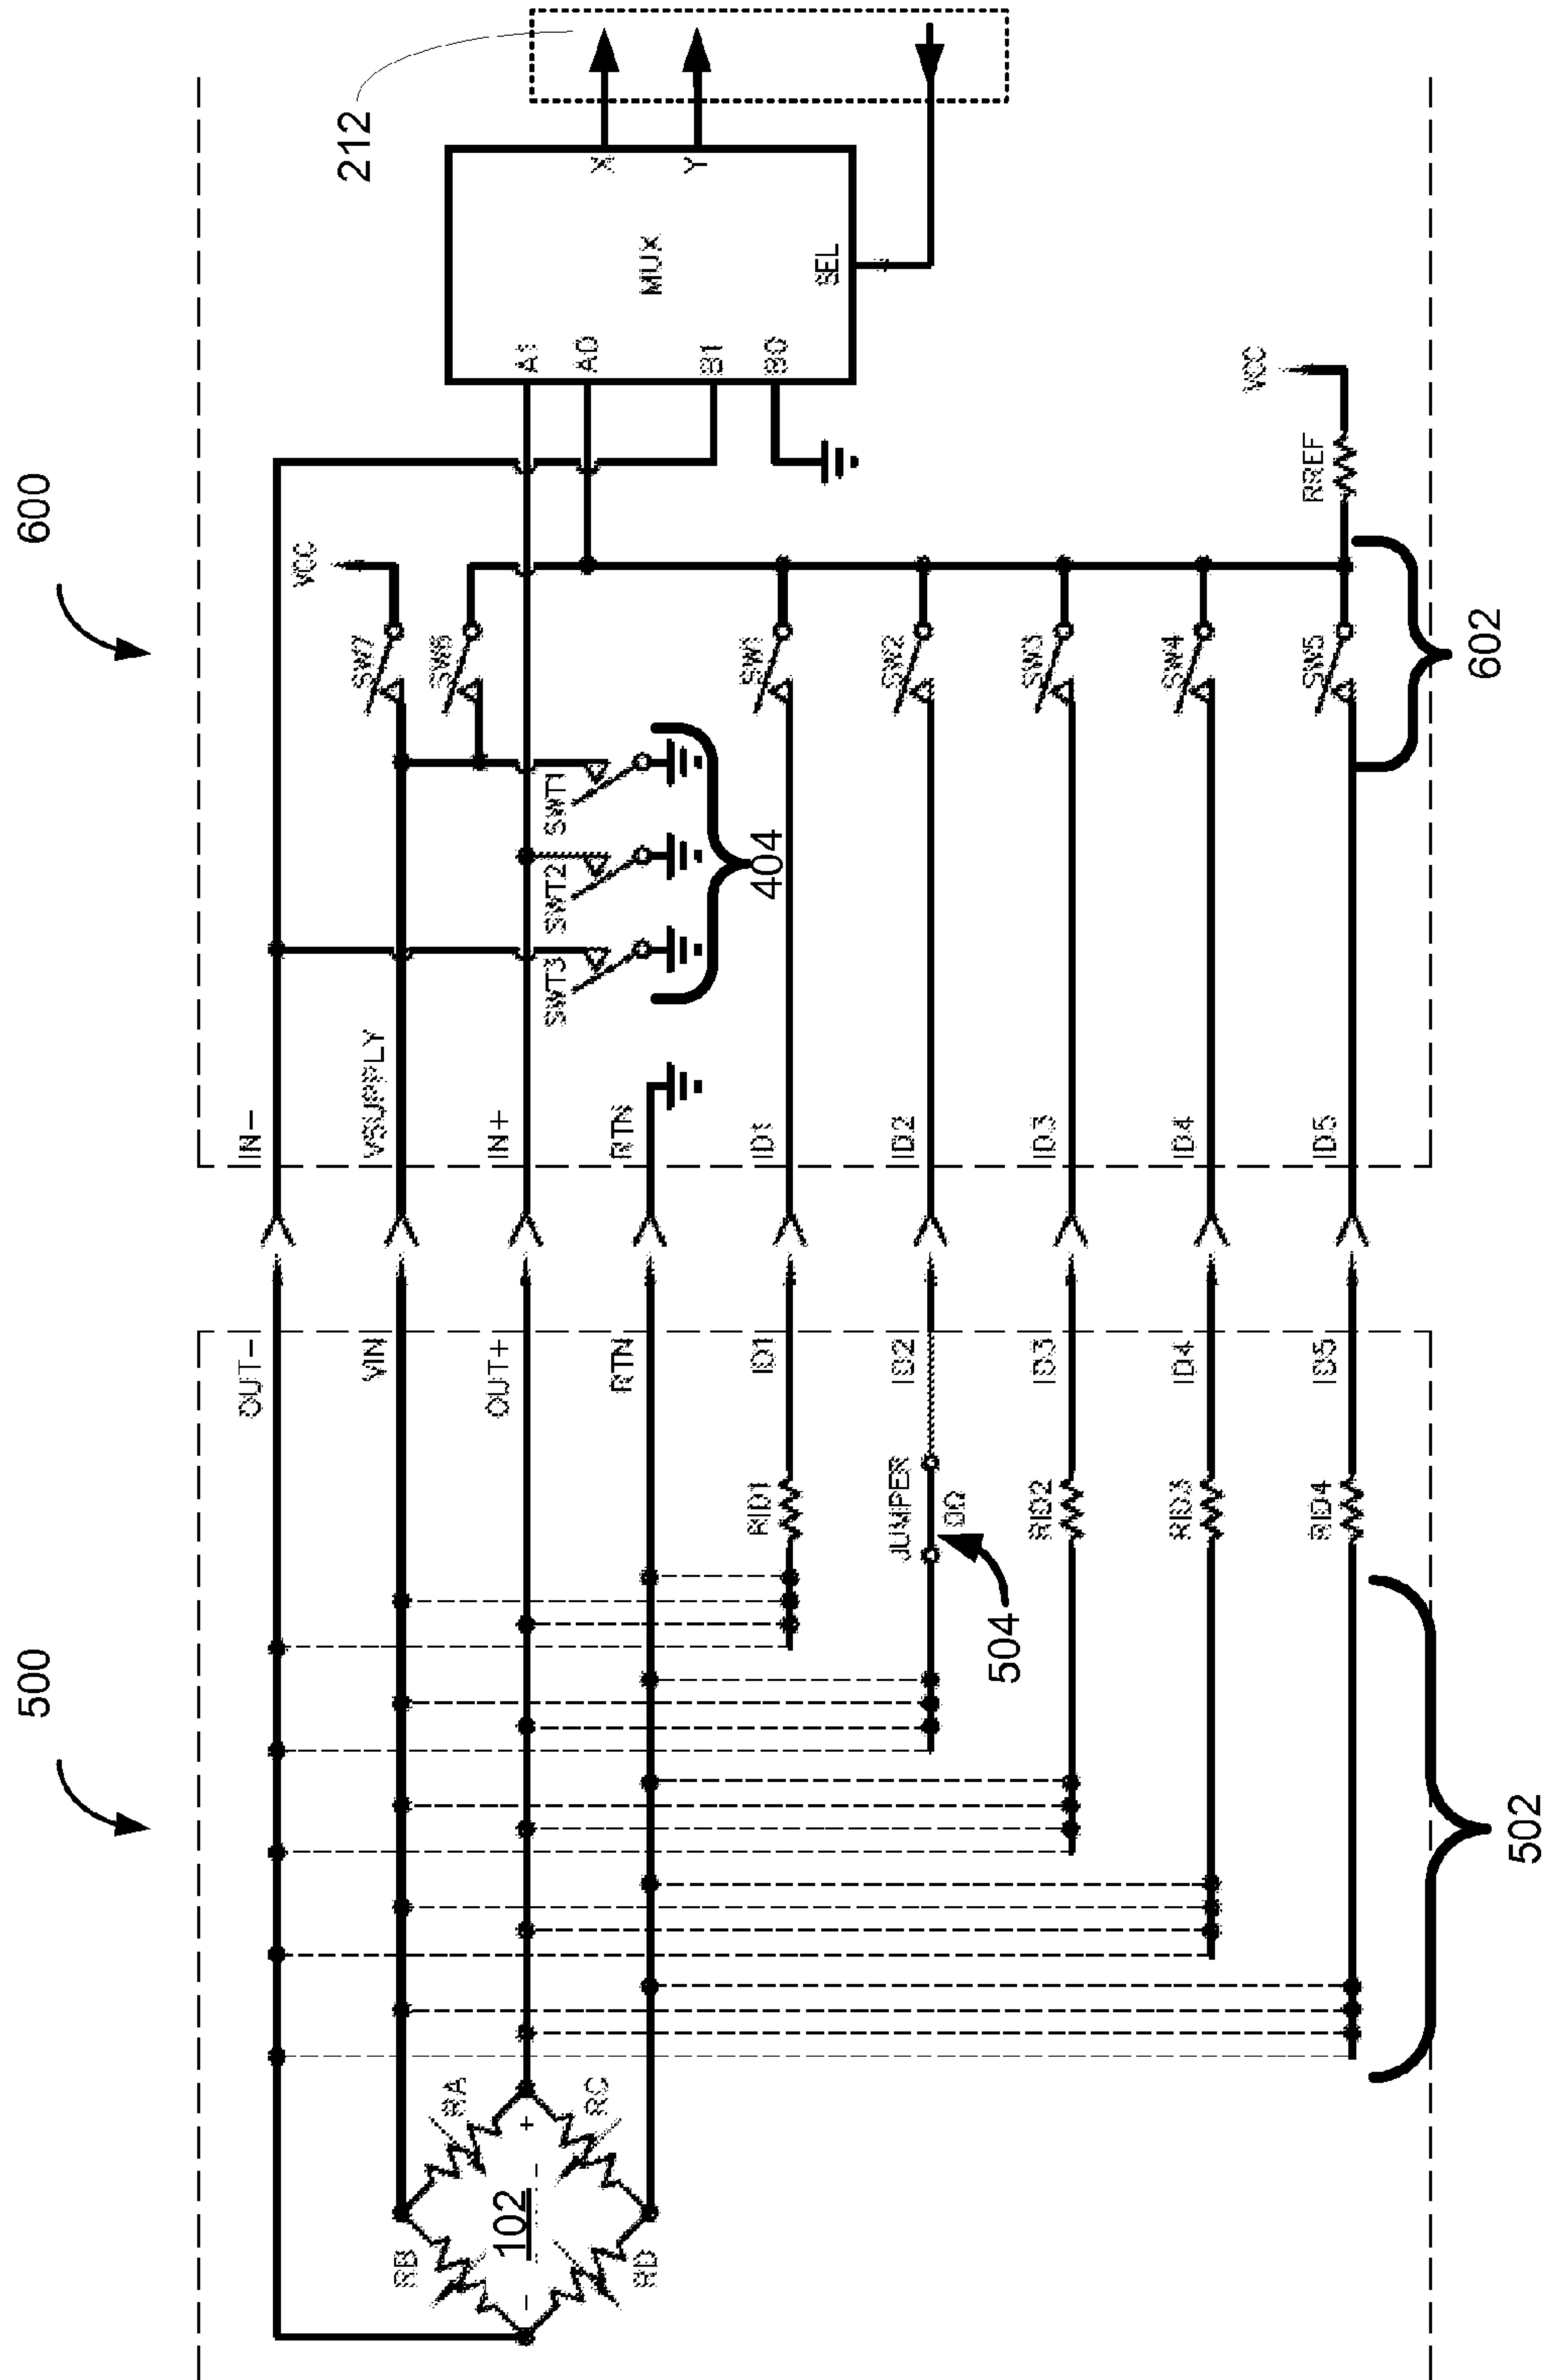 500
600
212
OUT-
VIN
OUT+
RTN
ID1
ID2
ID3
ID4
ID5
RB
RA
RD
RC
102
+
-
RID1
JUMPER
0Ω
RID2
RID3
RID4
504
502
IN-
VSUPPLY
IN+
RTN
ID1
ID2
ID3
ID4
ID5
SWT3
SWT2
SWT1
404
VCC
SW7
SW6
SW1
SW2
SW3
SW4
SW5
602
RREF
VCC
A1
A0
B1
B0
MUX
SEL
X
Y